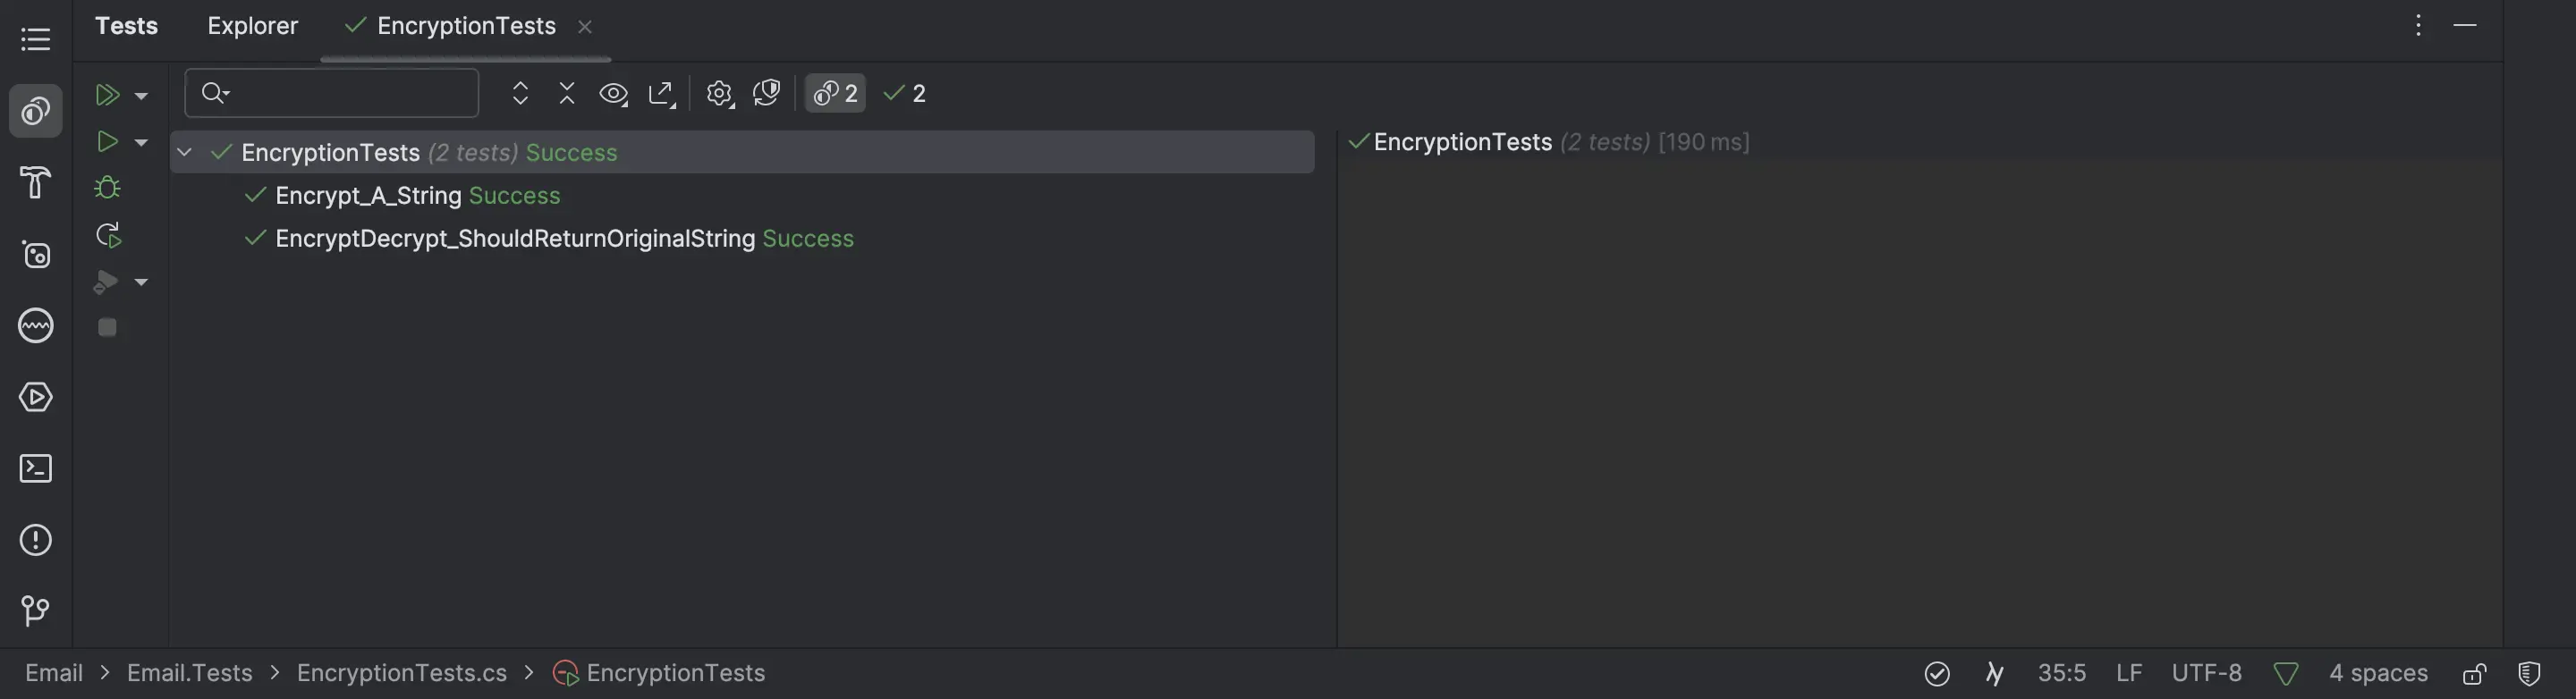 Tests Explorer EncryptionTests
2 2
EncryptionTests (2 tests) Success
Encrypt_A_String Success
EncryptDecrypt_ShouldReturnOriginalString Success
EncryptionTests (2 tests) [190 ms]
Email > Email.Tests > EncryptionTests.cs > EncryptionTests
35:5 LF UTF-8 4 spaces